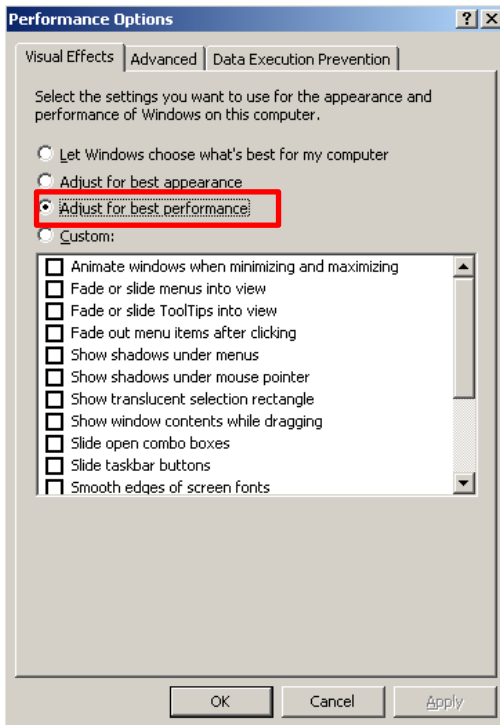 Performance Options
Visual Effects
Advanced
Data Execution Prevention
Select the settings you want to use for the appearance and
performance of Windows on this computer.
Let Windows choose what's best for my computer
Adjust for best appearance
Adjust for best performance
Custom:
Animate windows when minimizing and maximizing
Fade or slide menus into view
Fade or slide ToolTips into view
Fade out menu items after clicking
Show shadows under menus
Show shadows under mouse pointer
Show translucent selection rectangle
Show window contents while dragging
Slide open combo boxes
Slide taskbar buttons
Smooth edges of screen fonts
OK
Cancel
Apply